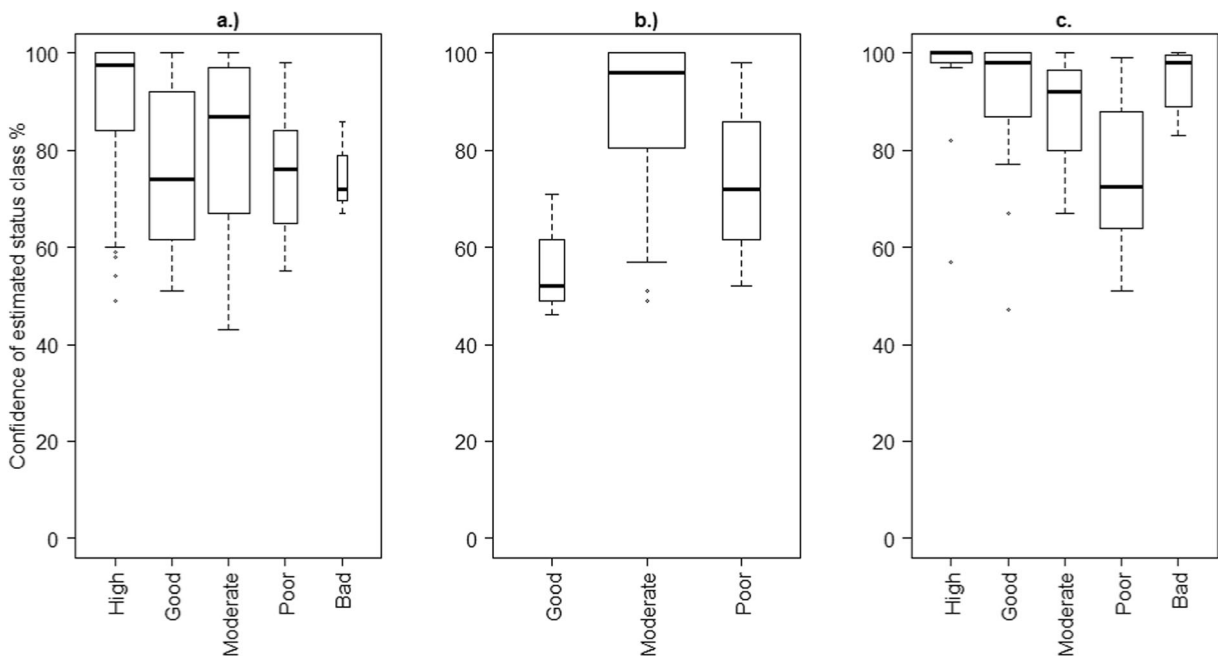 a.)
b.)
c.
Confidence of estimated status class %
100
80
60
40
20
0
High
Good
Moderate
Poor
Bad
100
80
60
40
20
0
Good
Moderate
Poor
100
80
60
40
20
0
High
Good
Moderate
Poor
Bad